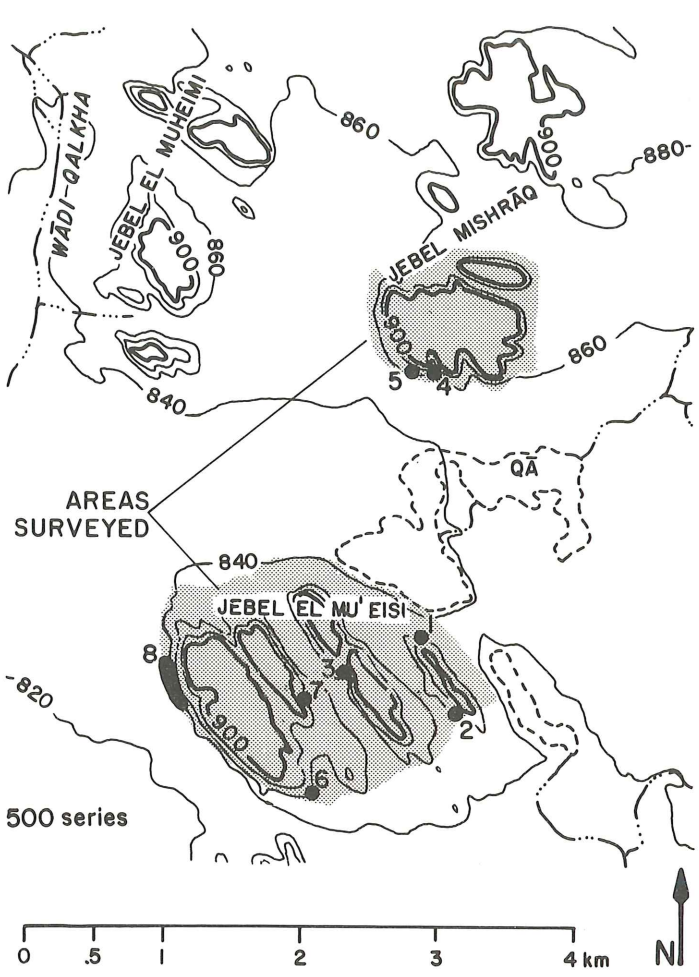 WĀDI-QALKHA
JEBEL EL MUHEIMI
860
900
880-
900
860
JEBEL MISHRĀQ
900
860
5
4
840
QĀ
AREAS
SURVEYED
840
JEBEL EL MU'EISI
1
8
3
7
2
-820
900
6
500 series
0 .5 1 2 3 4 km
N